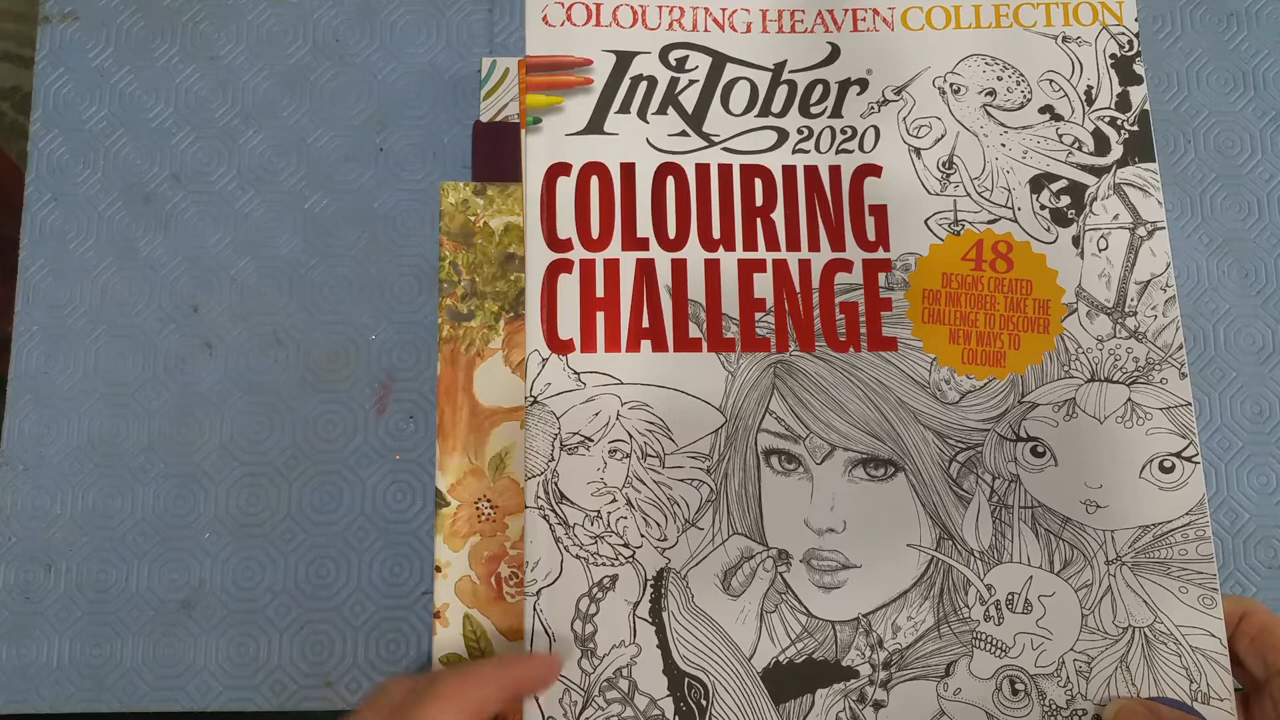 COLOURING HEAVEN COLLECTION
INKTOBER®
2020
COLOURING
CHALLENGE
48
DESIGNS CREATED
FOR INKTOBER: TAKE THE
CHALLENGE TO DISCOVER
NEW WAYS TO
COLOUR!